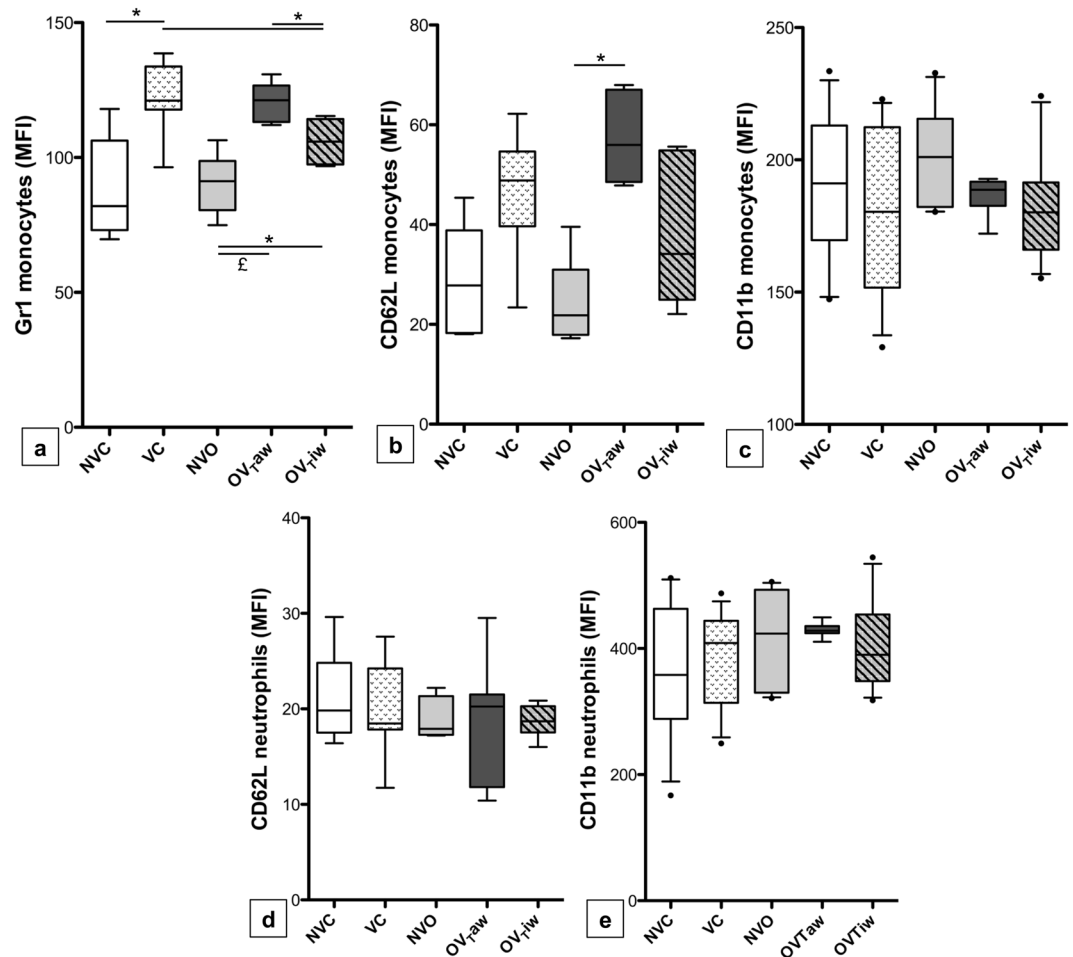 * *
150
100
50
0
Gr1 monocytes (MFI)
*
£
NVC VC NVO OVTaw OVTiw
a
80
60
40
20
0
CD62L monocytes (MFI)
*
NVC VC NVO OVTaw OVTiw
b
250
200
150
100
CD11b monocytes (MFI)
NVC VC NVO OVTaw OVTiw
c
40
30
20
10
0
CD62L neutrophils (MFI)
NVC VC NVO OVTaw OVTiw
d
600
400
200
0
CD11b neutrophils (MFI)
NVC VC NVO OVTaw OVTiw
e